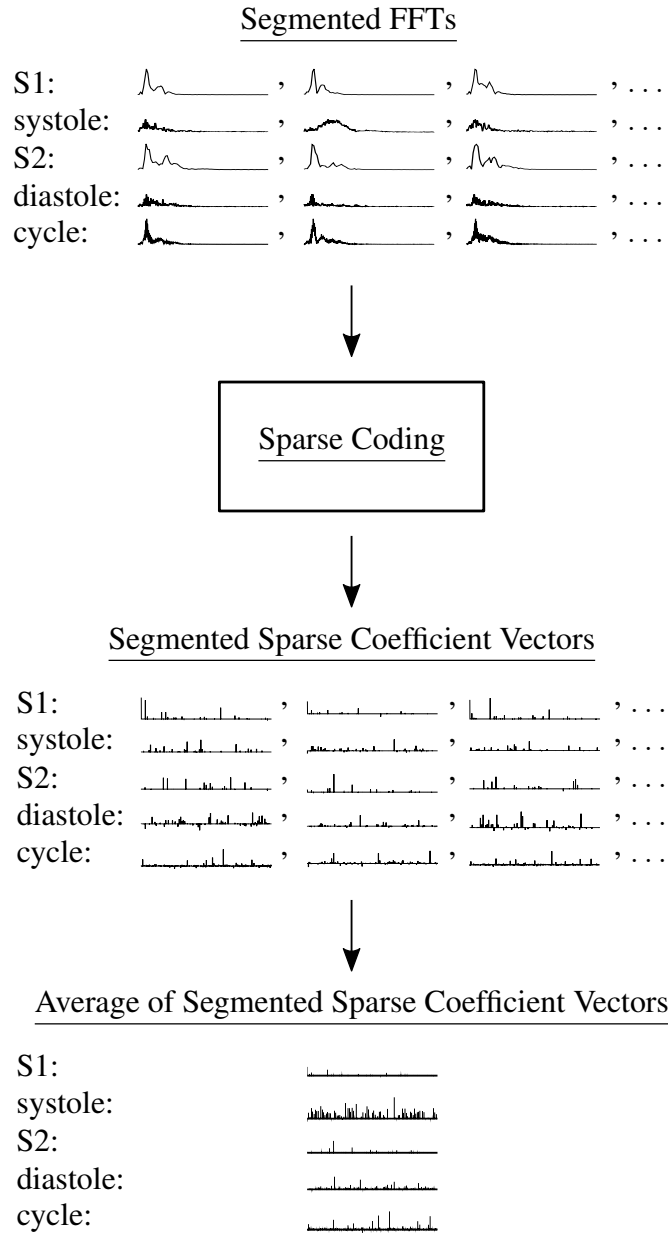 Segmented FFTs
S1: , , , . . .
systole: , , , . . .
S2: , , , . . .
diastole: , , , . . .
cycle: , , , . . .
Sparse Coding
Segmented Sparse Coefficient Vectors
S1: , , , . . .
systole: , , , . . .
S2: , , , . . .
diastole: , , , . . .
cycle: , , , . . .
Average of Segmented Sparse Coefficient Vectors
S1:
systole:
S2:
diastole:
cycle: